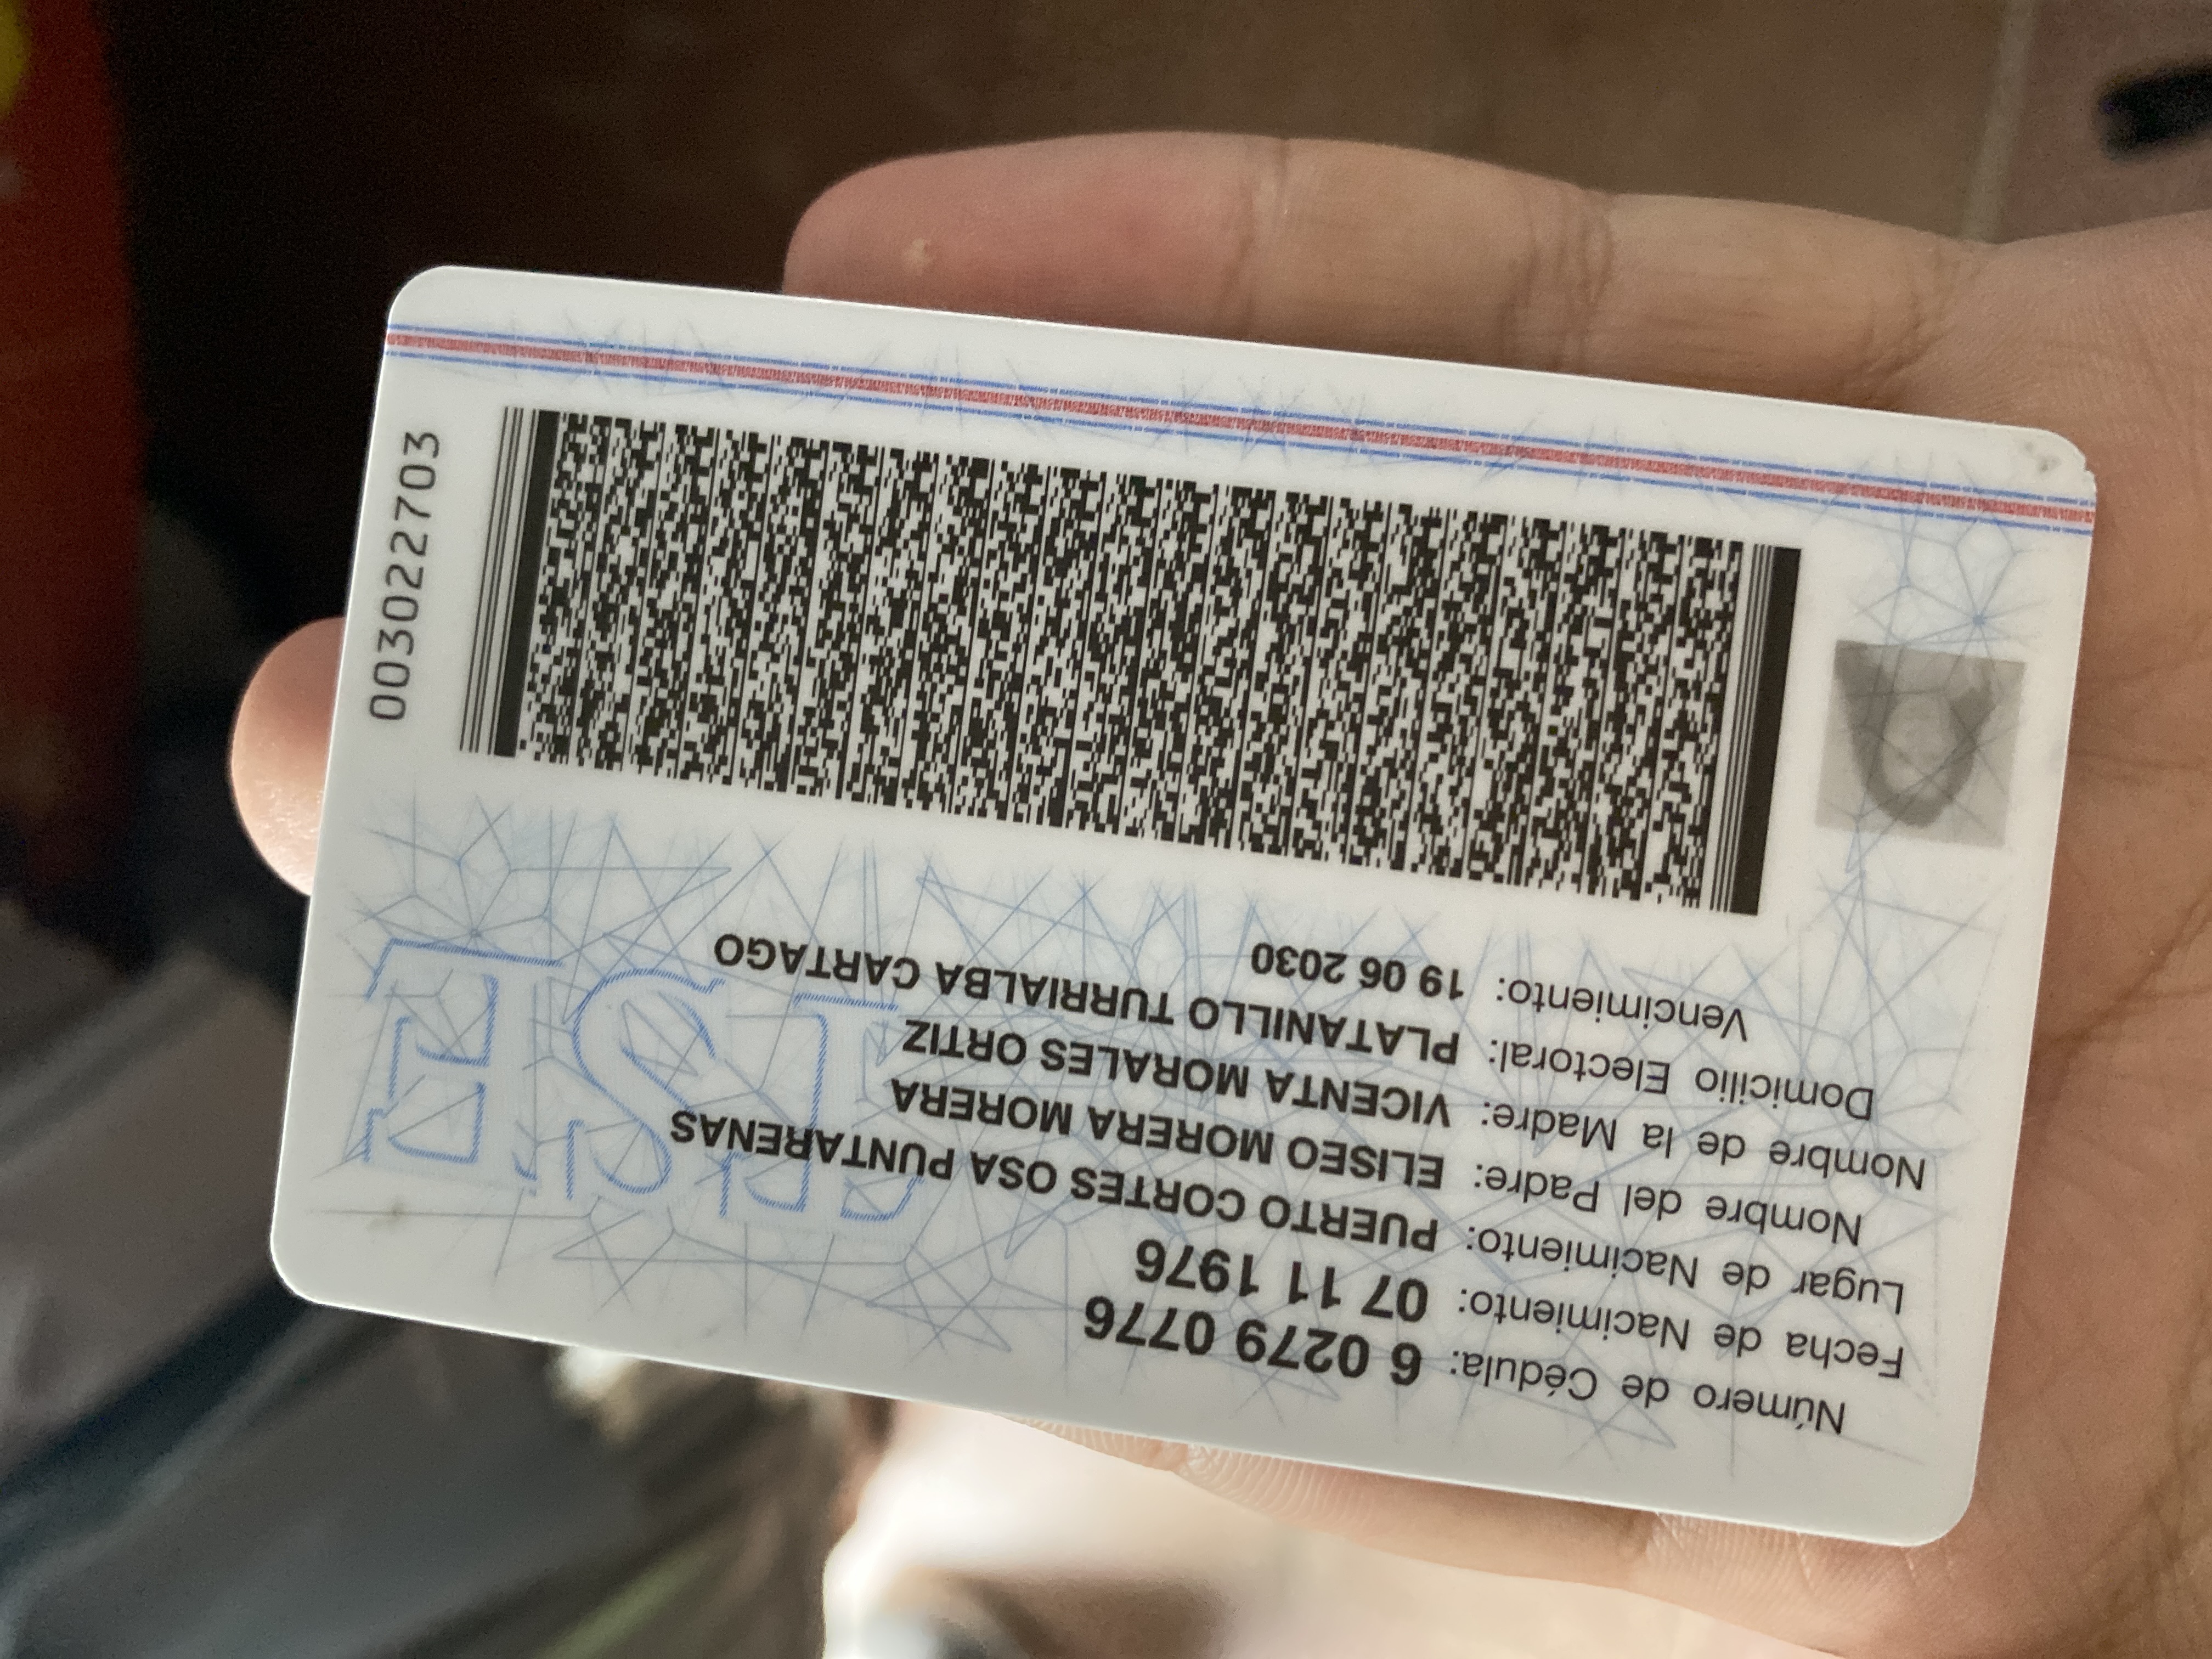 Número de Cédula: 6 0279 0776
Fecha de Nacimiento: 07 11 1976
Lugar de Nacimiento: PUERTO CORTES OSA PUNTARENAS
Nombre del Padre: ELISEO MORERA MORERA
Nombre de la Madre: VICENTA MORALES ORTIZ
Domicilio Electoral: PLATANILLO TURRIALBA CARTAGO
Vencimiento: 19 06 2030
003022703
CRC
TSE